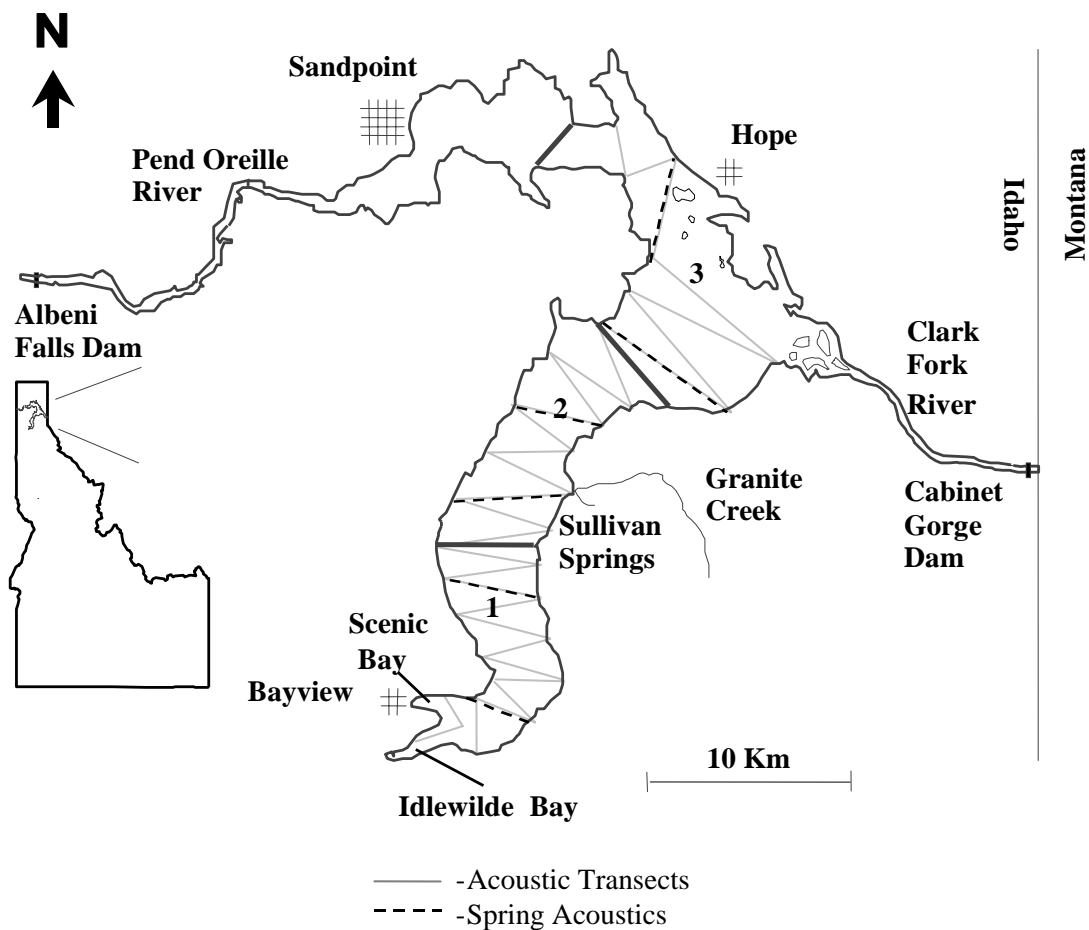 N
Sandpoint
Hope
Pend Oreille
River
Idaho
Montana
3
Albeni
Falls Dam
Clark
Fork
River
2
Granite
Creek
Cabinet
Gorge
Dam
Sullivan
Springs
1
Scenic
Bay
Bayview
10 Km
Idlewilde Bay
-Acoustic Transects
-Spring Acoustics